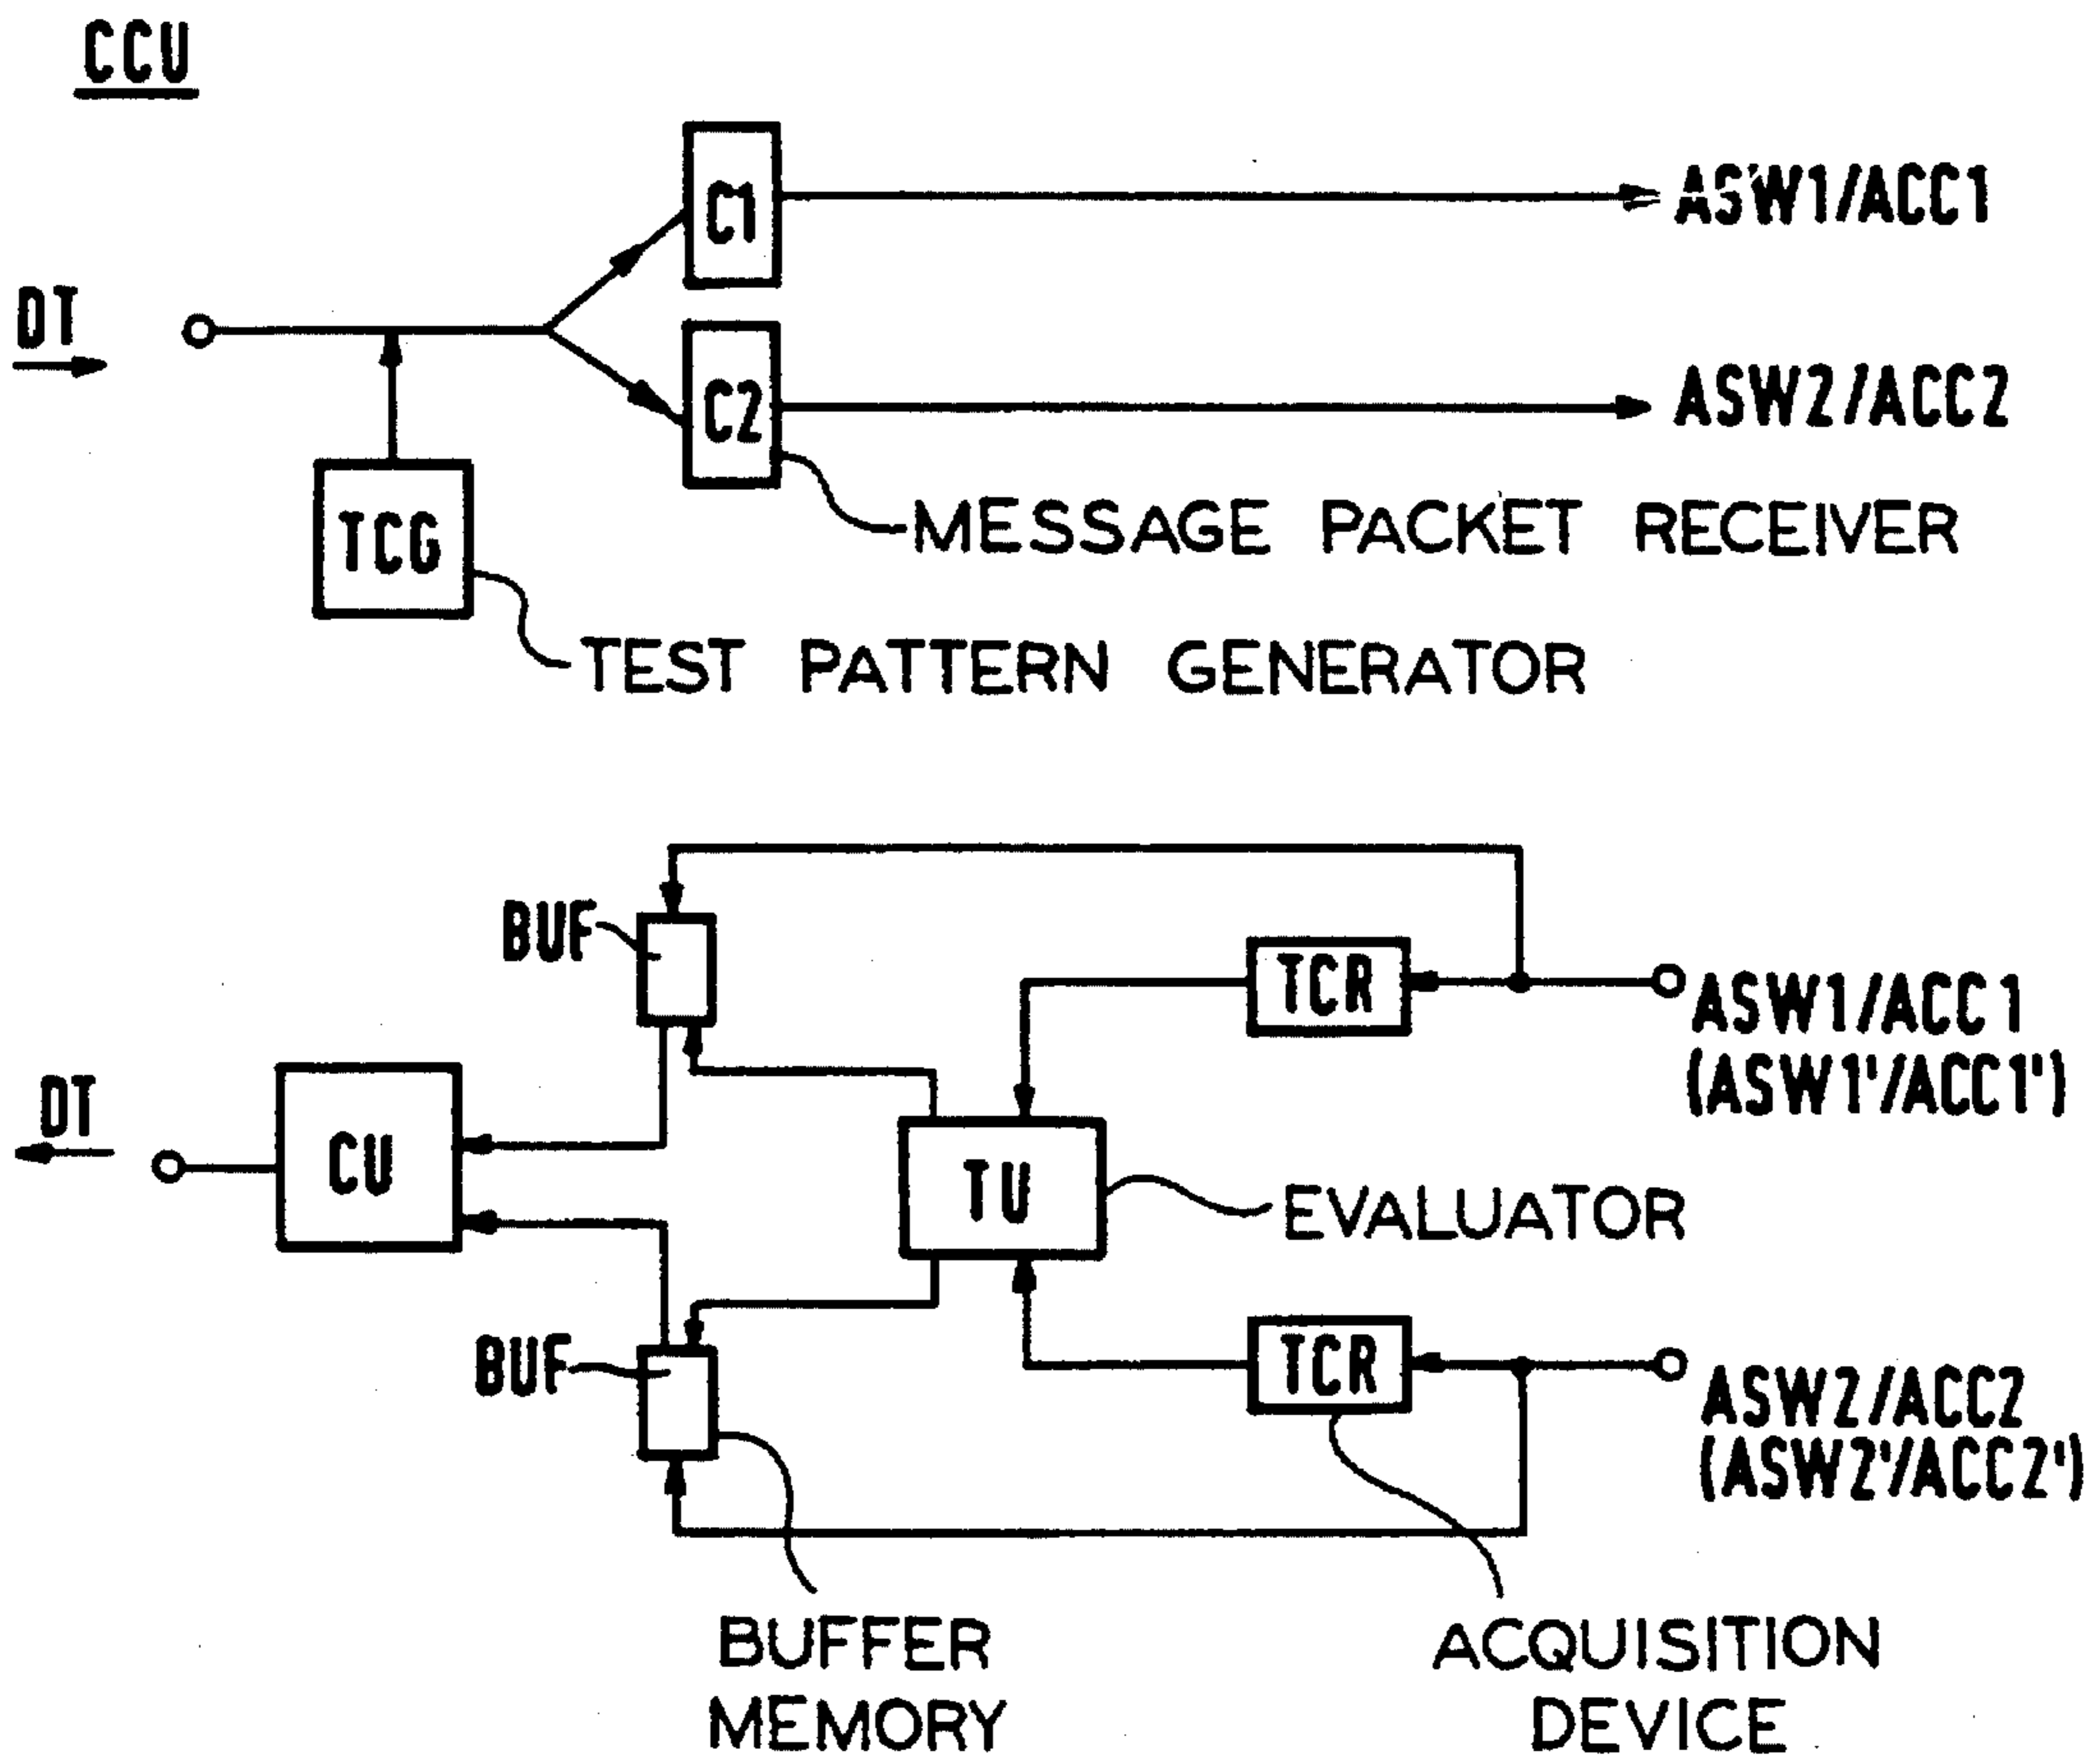 CCU
C1
ASW1/ACC1
DT
C2
ASW2/ACC2
MESSAGE PACKET RECEIVER
TCG
TEST PATTERN GENERATOR
BUF
TCR
ASW1/ACC1
(ASW1'/ACC1')
DT
CU
TU
EVALUATOR
BUF
TCR
ASW2/ACC2
(ASW2'/ACC2')
BUFFER
MEMORY
ACQUISITION
DEVICE